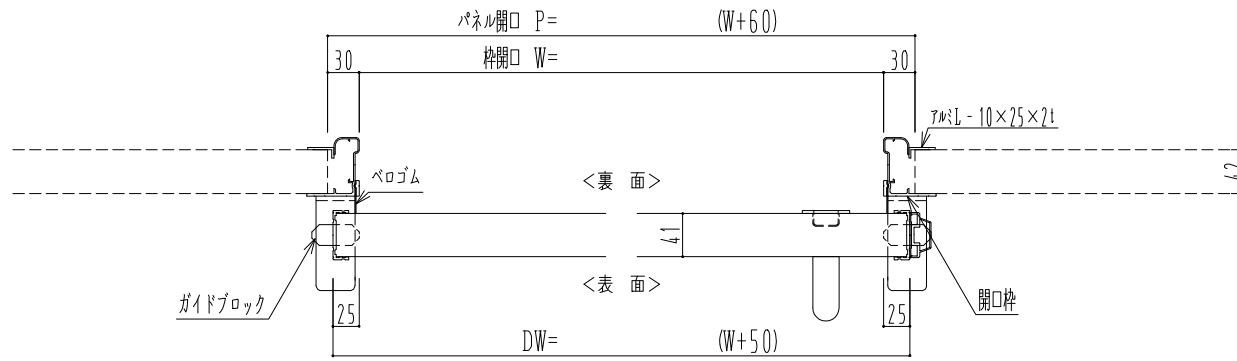 パネル開口 P= (W+60)
30 枠開口 W= 30
アルミL-10×25×2t
ベロゴム
<裏 面>
42
41
<表 面>
ガイドブロック
開口枠
25 25
DW= (W+50)